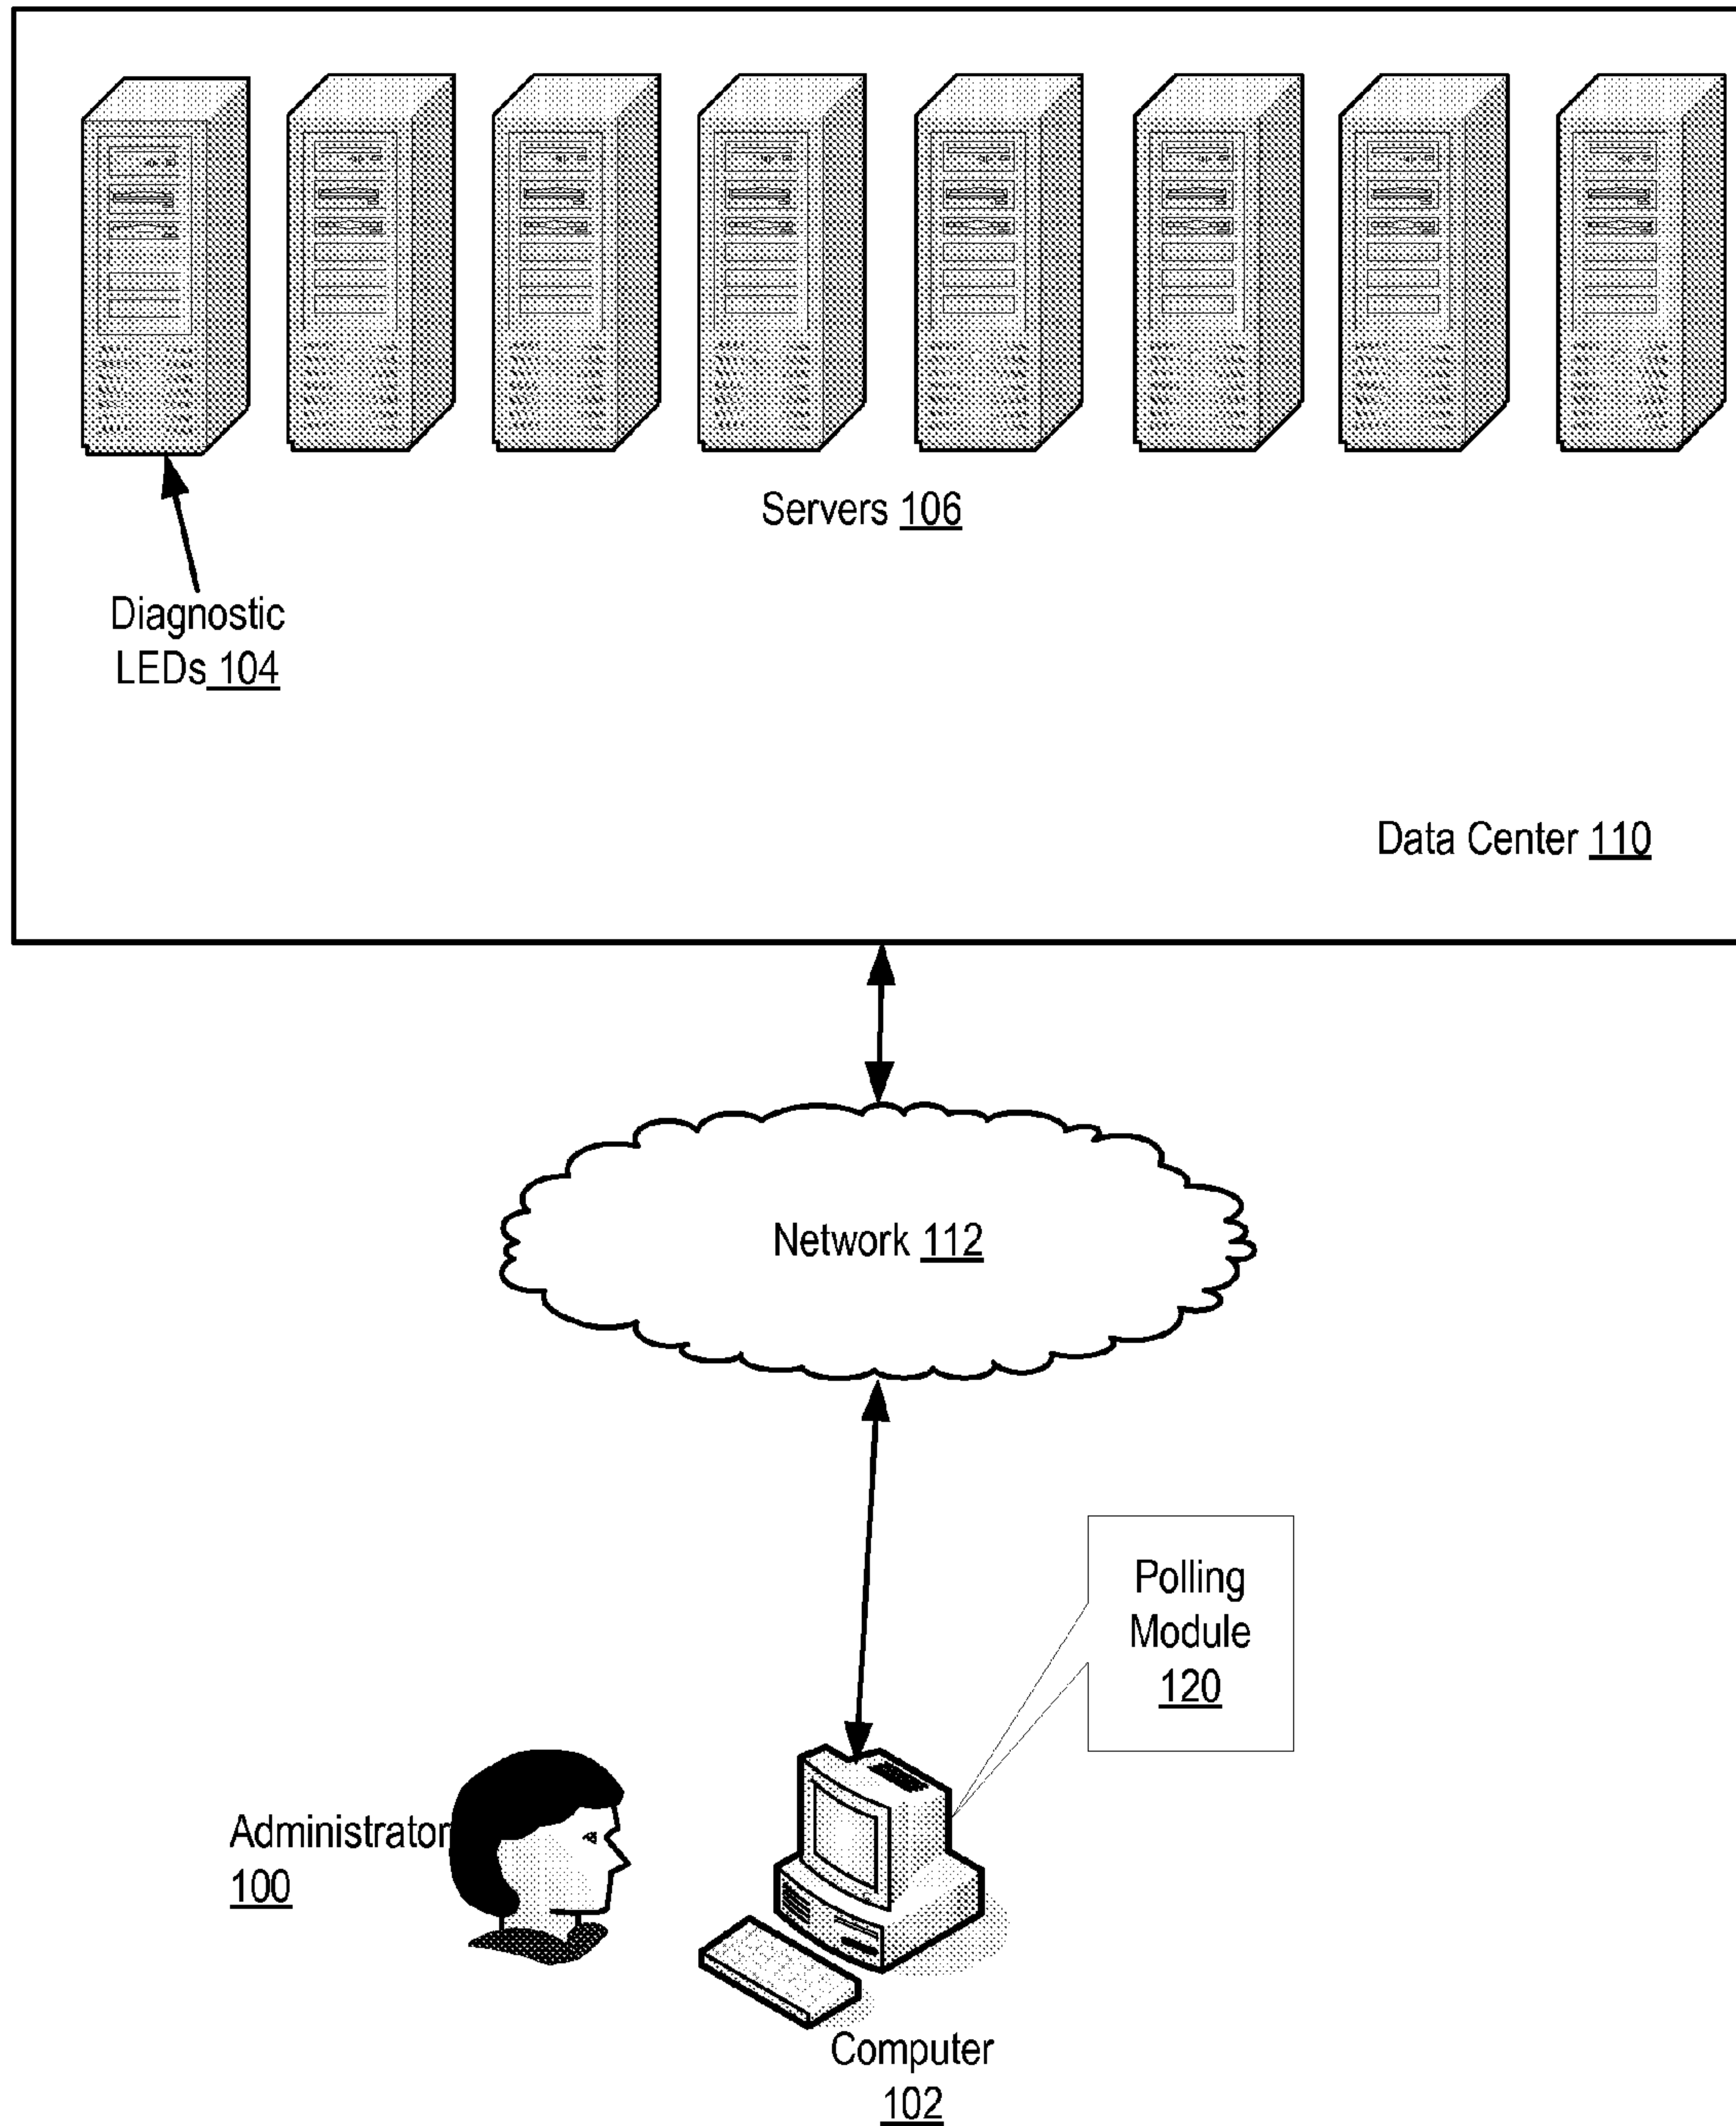 Servers 106
Diagnostic
LEDs 104
Data Center 110
Network 112
Polling
Module
120
Administrator
100
Computer
102